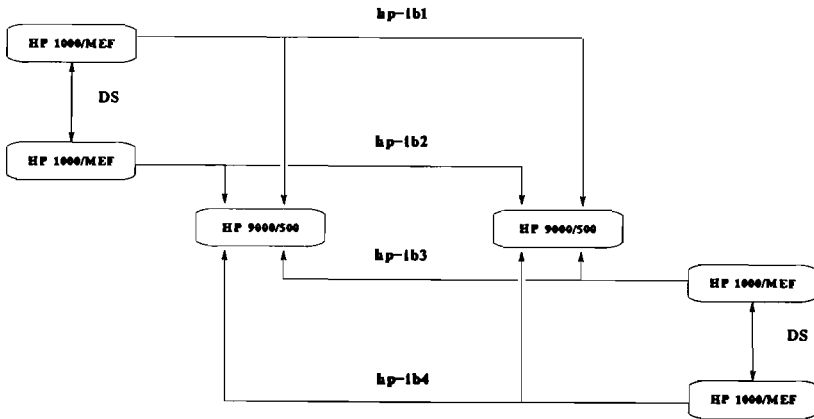 hp-ib1
HP 1000/MEF
DS
hp-ib2
HP 1000/MEF
HP 9000/500
HP 9000/500
hp-ib3
HP 1000/MEF
DS
hp-ib4
HP 1000/MEF